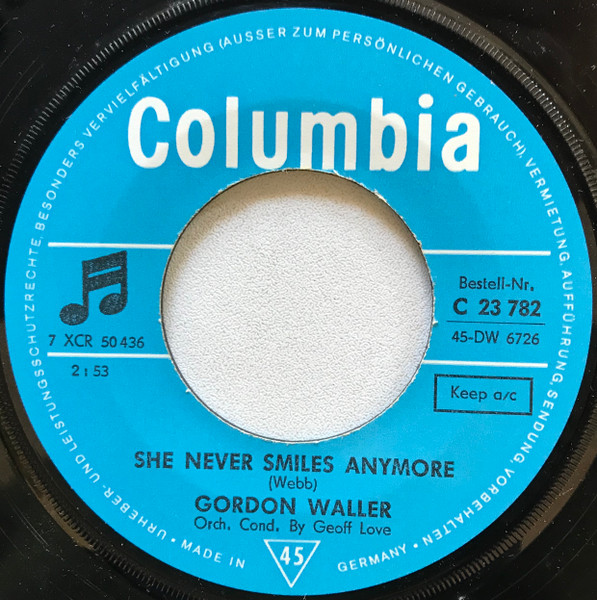 URHEBER- UND LEISTUNGSSCHUTZRECHTE, BESONDERS VERVIELFÄLTIGUNG (AUSSER ZUM PERSÖNLICHEN GEBRAUCH), VERMIETUNG, AUFFÜHRUNG, SENDUNG, VORBEHALTEN
Columbia
Bestell-Nr.
C 23 782
7 XCR 50 436
45-DW 6726
2:53
Keep a/c
SHE NEVER SMILES ANYMORE
(Webb)
GORDON WALLER
Orch. Cond. By Geoff Love
• MADE IN
45
GERMANY •